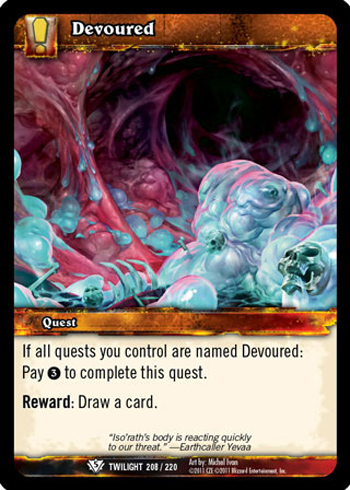 Devoured
Quest
If all quests you control are named Devoured:
Pay 3 to complete this quest.
Reward: Draw a card.
"Iso'rath's body is reacting quickly
to our threat." —Earthcaller Yevaa
TWILIGHT 208 / 220
Art by: Michel Ivan
©2011 CZE ©2011 Blizzard Entertainment, Inc.